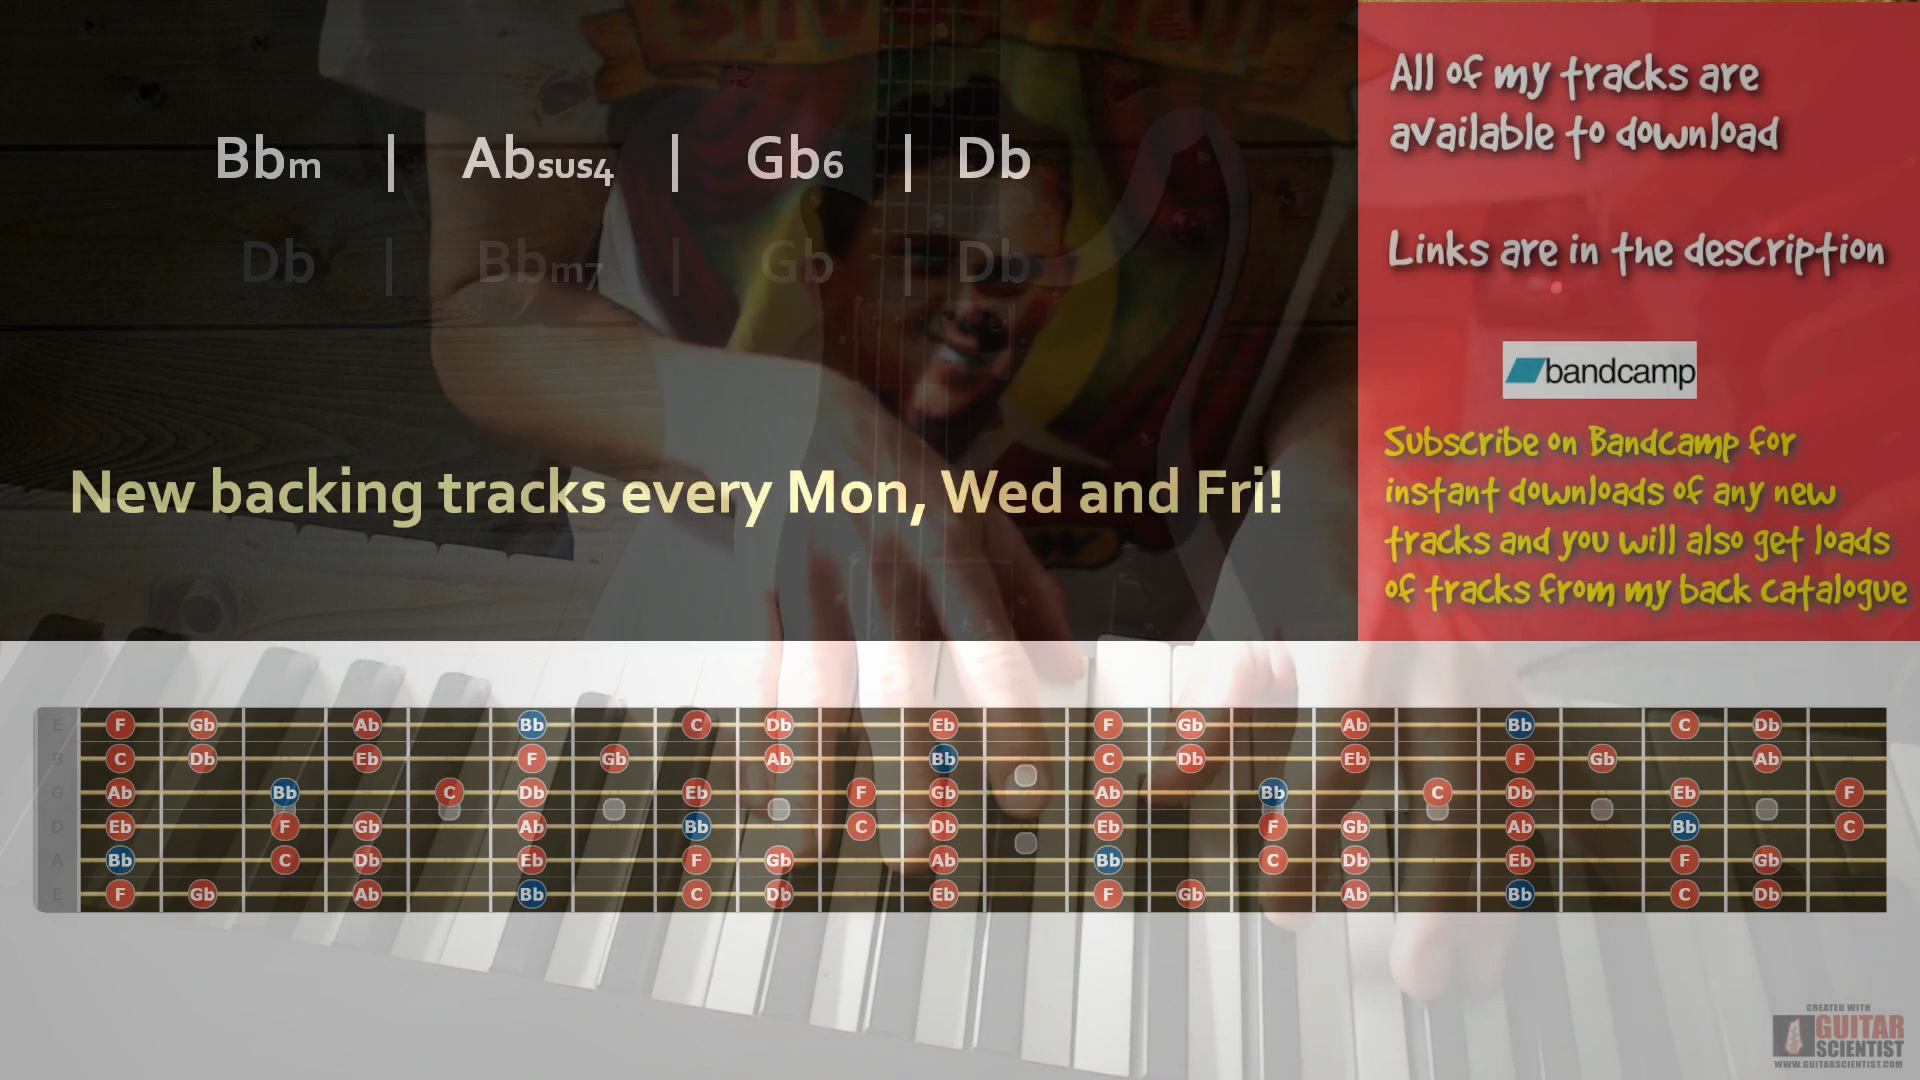 Bbm | Absus4 | Gb6 | Db
Db | Bbm7 | Gb | Db
New backing tracks every Mon, Wed and Fri!
All of my tracks are
available to download
Links are in the description
bandcamp
Subscribe on Bandcamp for
instant downloads of any new
tracks and you will also get loads
of tracks from my back catalogue
E F Gb Ab Bb C Db Eb F Gb Ab Bb C Db
B C Db Eb F Gb Ab Bb C Db Eb F Gb Ab
G Ab Bb C Db Eb F Gb Ab Bb C Db Eb F
D Eb F Gb Ab Bb C Db Eb F Gb Ab Bb C
A Bb C Db Eb F Gb Ab Bb C Db Eb F Gb
E F Gb Ab Bb C Db Eb F Gb Ab Bb C Db
CREATED WITH
GUITAR
SCIENTIST
WWW.GUITARSCIENTIST.COM